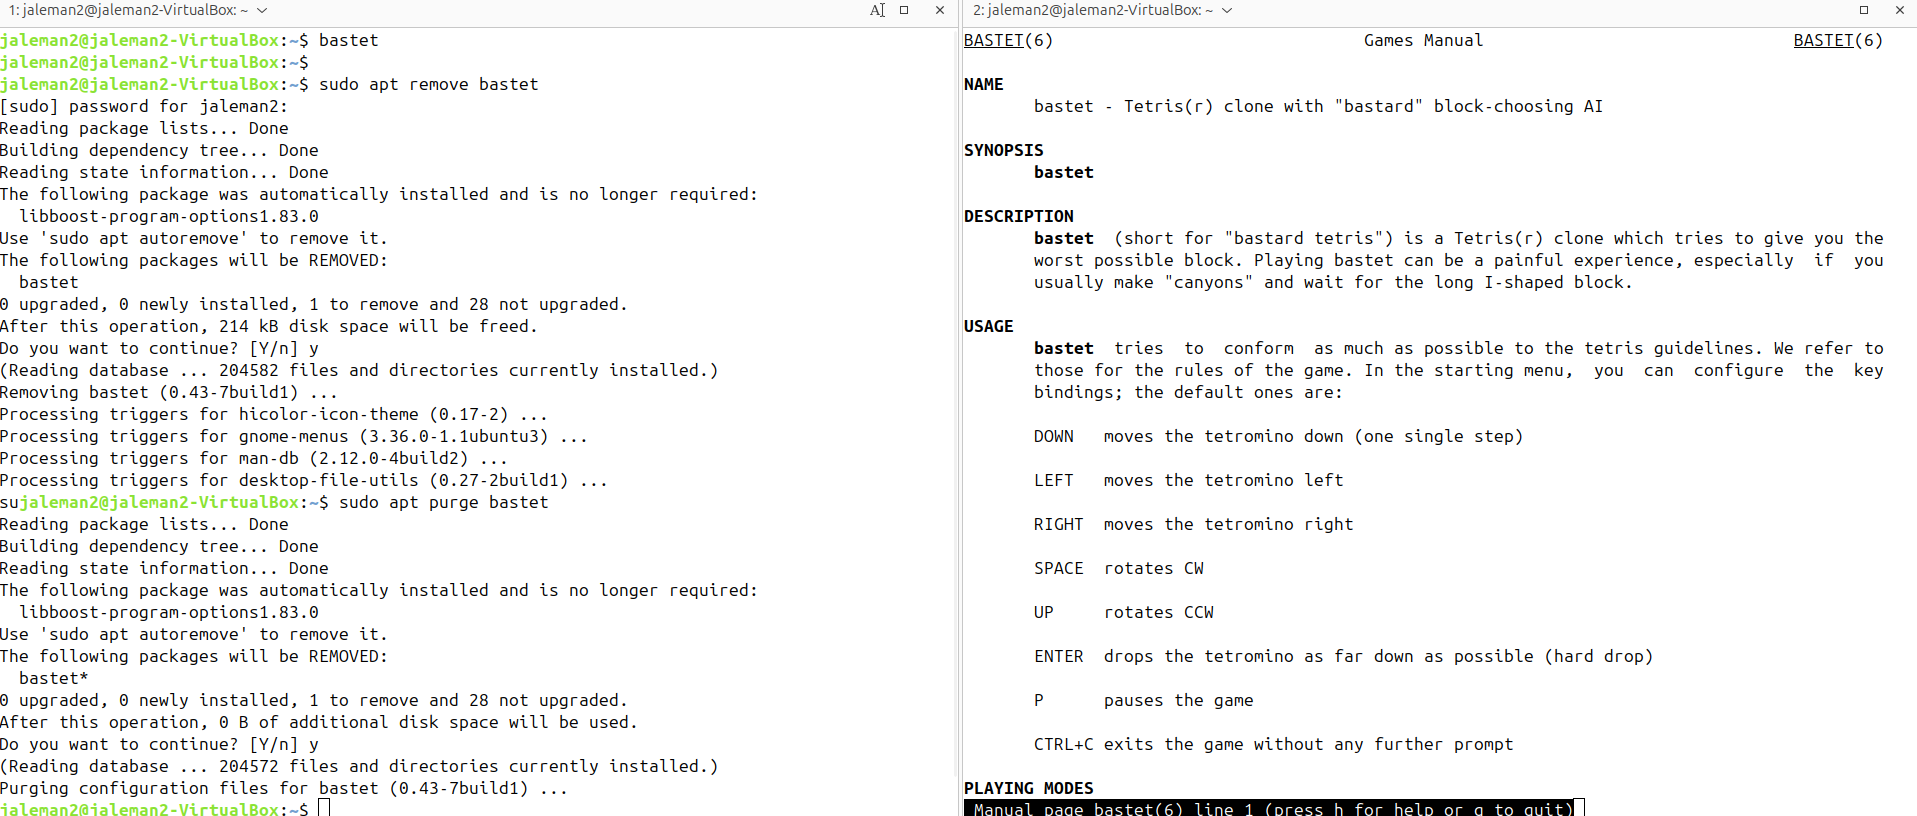 1: jaleman2@jaleman2-VirtualBox: ~
jaleman2@jaleman2-VirtualBox:~$ bastet
jaleman2@jaleman2-VirtualBox:~$
jaleman2@jaleman2-VirtualBox:~$ sudo apt remove bastet
[sudo] password for jaleman2:
Reading package lists... Done
Building dependency tree... Done
Reading state information... Done
The following package was automatically installed and is no longer required:
  libboost-program-options1.83.0
Use 'sudo apt autoremove' to remove it.
The following packages will be REMOVED:
  bastet
0 upgraded, 0 newly installed, 1 to remove and 28 not upgraded.
After this operation, 214 kB disk space will be freed.
Do you want to continue? [Y/n] y
(Reading database ... 204582 files and directories currently installed.)
Removing bastet (0.43-7build1) ...
Processing triggers for hicolor-icon-theme (0.17-2) ...
Processing triggers for gnome-menus (3.36.0-1.1ubuntu3) ...
Processing triggers for man-db (2.12.0-4build2) ...
Processing triggers for desktop-file-utils (0.27-2build1) ...
sujaleman2@jaleman2-VirtualBox:~$ sudo apt purge bastet
Reading package lists... Done
Building dependency tree... Done
Reading state information... Done
The following package was automatically installed and is no longer required:
  libboost-program-options1.83.0
Use 'sudo apt autoremove' to remove it.
The following packages will be REMOVED:
  bastet*
0 upgraded, 0 newly installed, 1 to remove and 28 not upgraded.
After this operation, 0 B of additional disk space will be used.
Do you want to continue? [Y/n] y
(Reading database ... 204572 files and directories currently installed.)
Purging configuration files for bastet (0.43-7build1) ...
jaleman2@jaleman2-VirtualBox:~$
2: jaleman2@jaleman2-VirtualBox: ~
BASTET(6) Games Manual BASTET(6)
NAME
bastet - Tetris(r) clone with "bastard" block-choosing AI
SYNOPSIS
bastet
DESCRIPTION
bastet (short for "bastard tetris") is a Tetris(r) clone which tries to give you the
worst possible block. Playing bastet can be a painful experience, especially if you
usually make "canyons" and wait for the long I-shaped block.
USAGE
bastet tries to conform as much as possible to the tetris guidelines. We refer to
those for the rules of the game. In the starting menu, you can configure the key
bindings; the default ones are:
DOWN moves the tetromino down (one single step)
LEFT moves the tetromino left
RIGHT moves the tetromino right
SPACE rotates CW
UP rotates CCW
ENTER drops the tetromino as far down as possible (hard drop)
P pauses the game
CTRL+C exits the game without any further prompt
PLAYING MODES
Manual page bastet(6) line 1 (press h for help or q to quit)